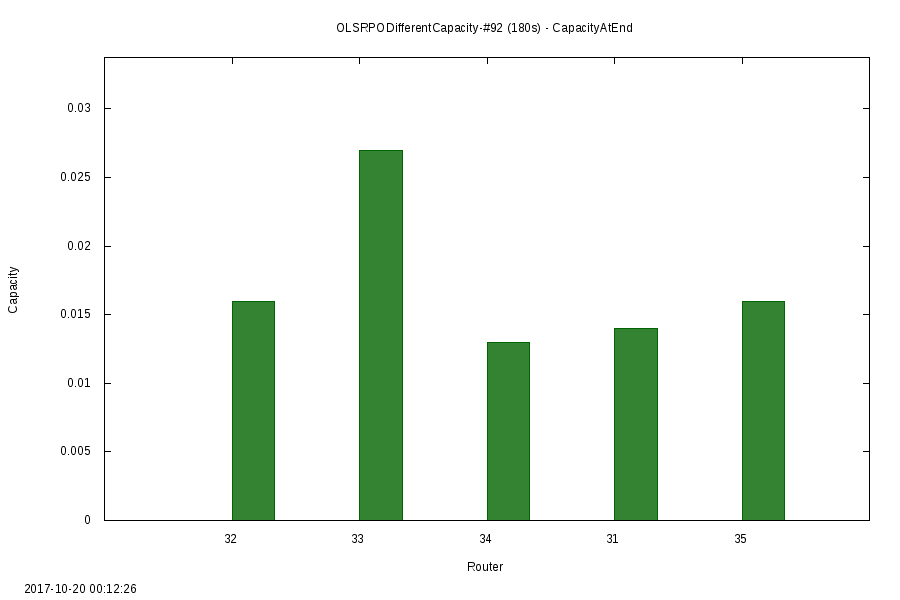 OLSRPODifferentCapacity-#92 (180s) - CapacityAtEnd
0.03
0.025
0.02
0.015
0.01
0.005
0
Capacity
32 33 34 31 35
Router
2017-10-20 00:12:26